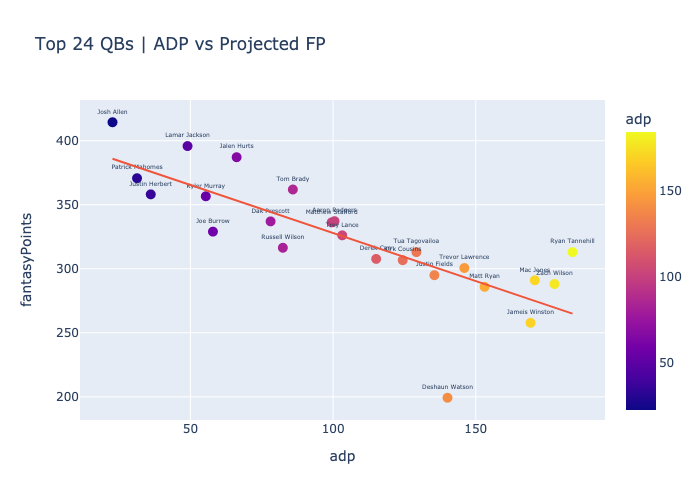 Top 24 QBs | ADP vs Projected FP
adp
Josh Allen
Lamar Jackson
Jalen Hurts
Patrick Mahomes
Justin Herbert
Kyler Murray
Tom Brady
Dak Prescott
Aaron Rodgers
Matthew Stafford
Trey Lance
Joe Burrow
Russell Wilson
Tua Tagovailoa
Ryan Tannehill
Derek Carr
Kirk Cousins
Trevor Lawrence
Justin Fields
Mac Jones
Zach Wilson
Matt Ryan
Jameis Winston
Deshaun Watson
400
350
300
250
200
fantasyPoints
50
100
150
adp
150
100
50